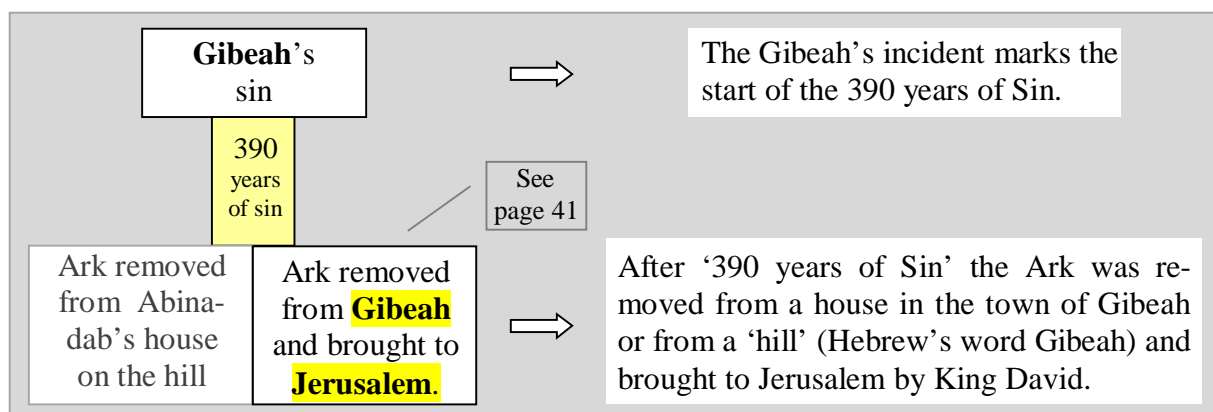 Gibeah’s
sin
The Gibeah’s incident marks the
start of the 390 years of Sin.
390
years
of sin
See
page 41
Ark removed
from Abina-
dab’s house
on the hill
Ark removed
from Gibeah
and brought to
Jerusalem.
After ‘390 years of Sin’ the Ark was re-
moved from a house in the town of Gibeah
or from a ‘hill’ (Hebrew’s word Gibeah) and
brought to Jerusalem by King David.